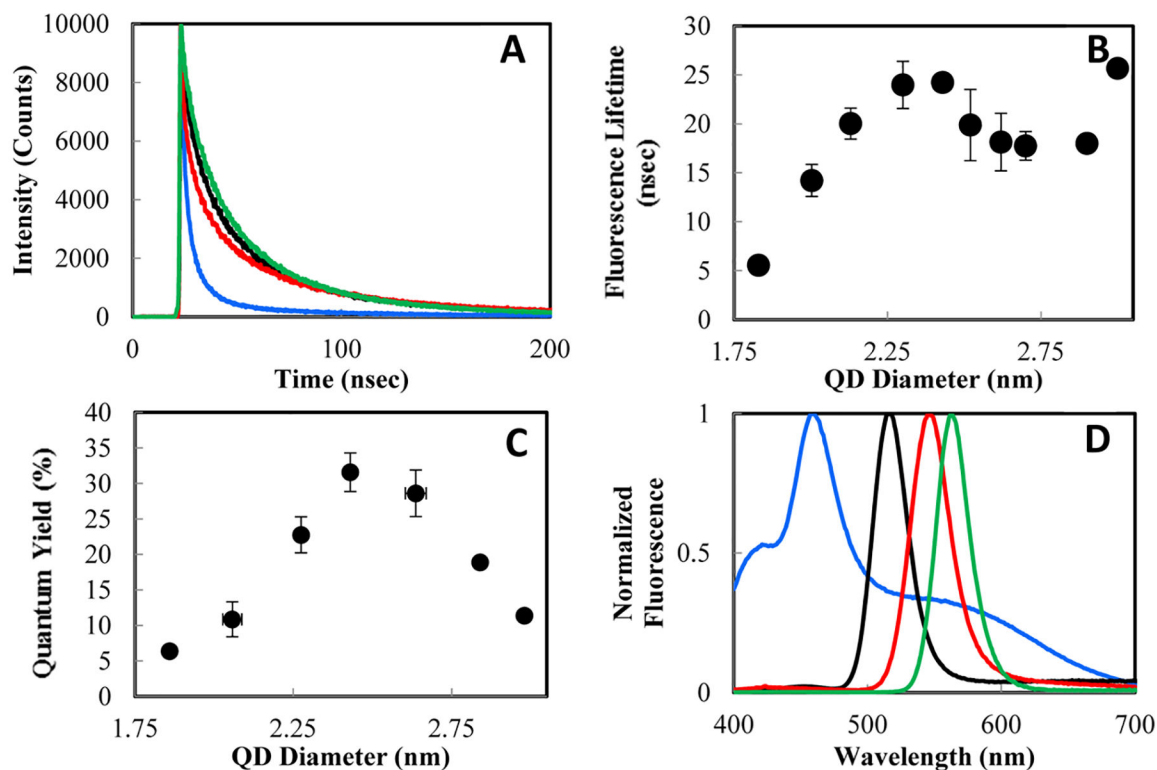 A
Intensity (Counts)
10000
8000
6000
4000
2000
0
0 100 200
Time (nsec)
B
Fluorescence Lifetime
(nsec)
30
25
20
15
10
5
0
1.75 2.25 2.75
QD Diameter (nm)
C
Quantum Yield (%)
40
35
30
25
20
15
10
5
0
1.75 2.25 2.75
QD Diameter (nm)
D
Normalized
Fluorescence
1
0.5
0
400 500 600 700
Wavelength (nm)